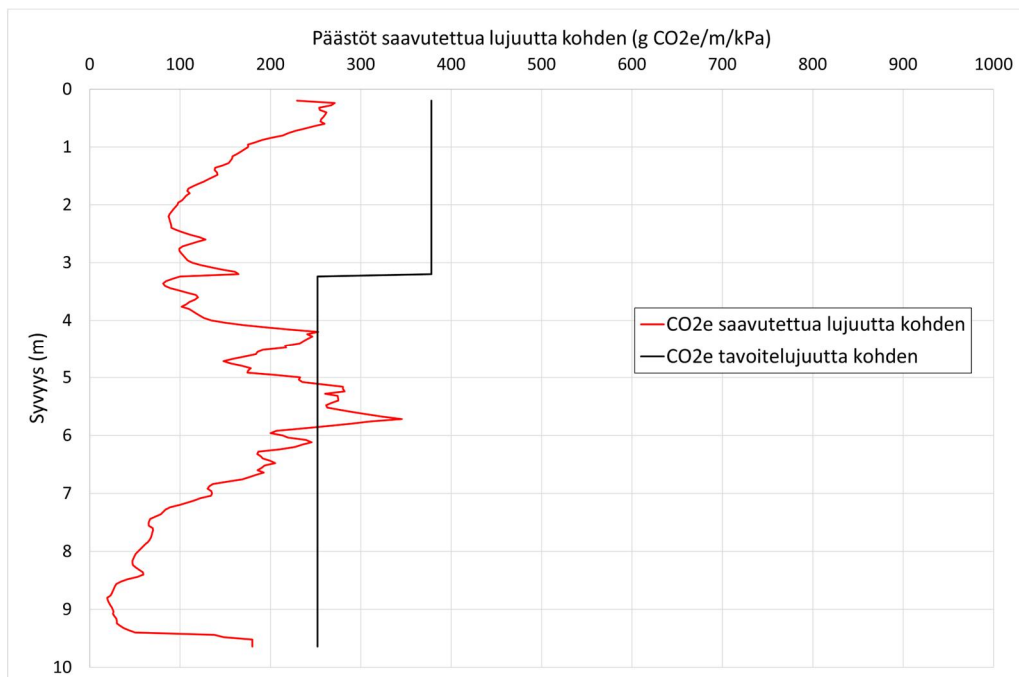 Päästöt saavutettua lujuutta kohden (g CO2e/m/kPa)
0 100 200 300 400 500 600 700 800 900 1000
0
1
2
3
4
5
6
7
8
9
10
Syvyys (m)
CO2e saavutettua lujuutta kohden
CO2e tavoitelujuutta kohden